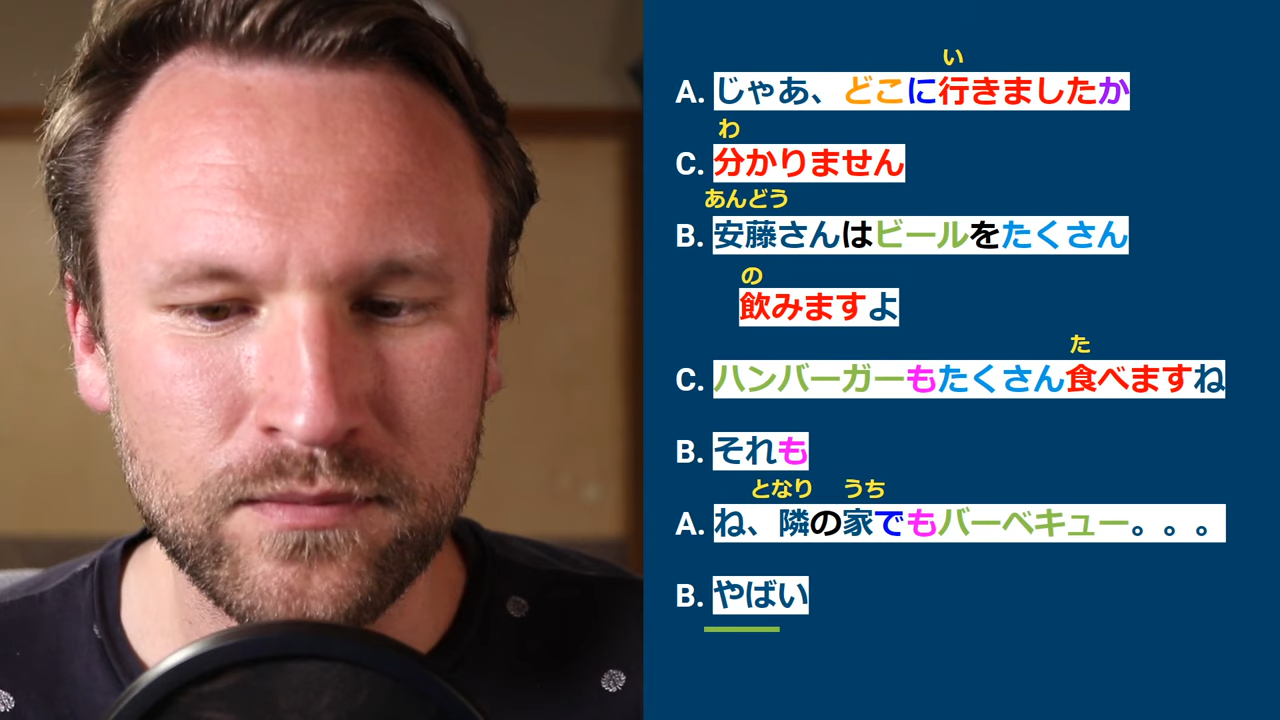 い
A. じゃあ、どこに行きましたか
わ
C. 分かりません
あんどう
B. 安藤さんはビールをたくさん
の
飲みますよ
た
C. ハンバーガーもたくさん食べますね
B. それも
となり うち
A. ね、隣の家でもバーベキュー。。。
B. やばい